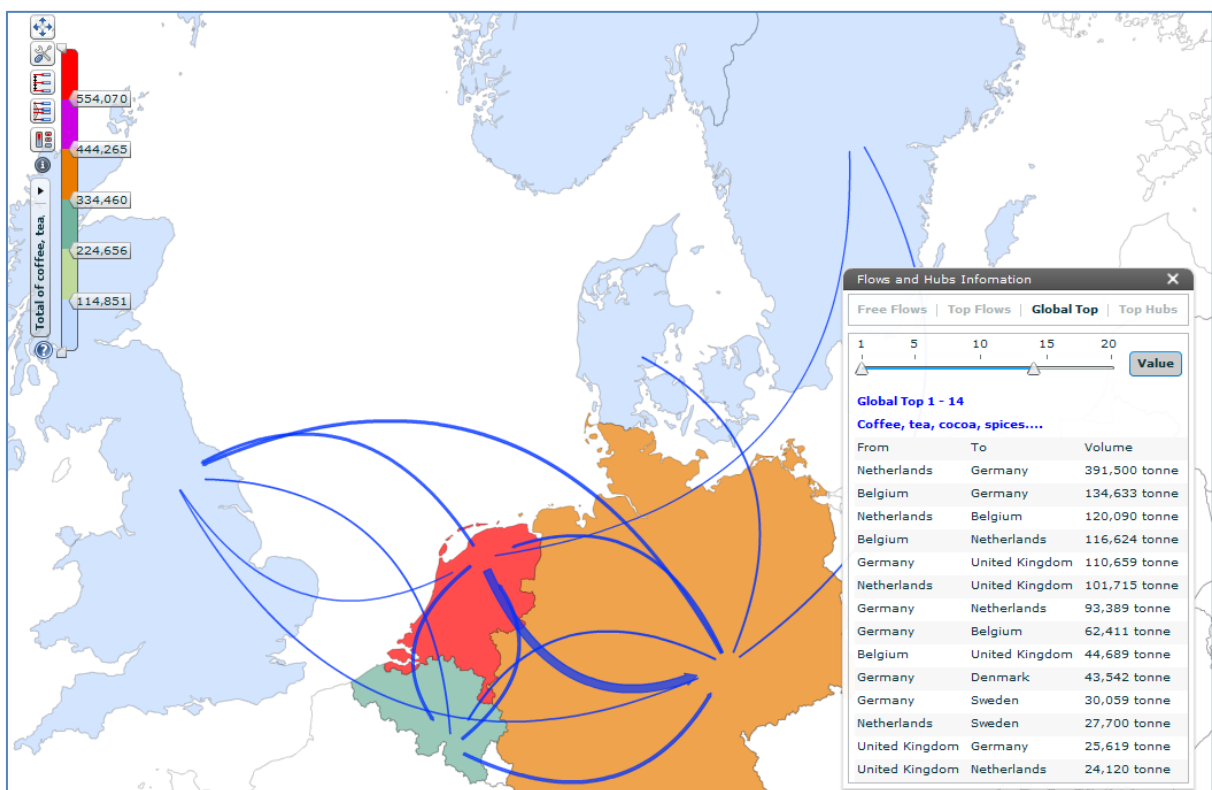 554,070
444,265
334,460
224,656
114,851
Total of coffee, tea,
Flows and Hubs Infomation
Free Flows | Top Flows | Global Top | Top Hubs
1 5 10 15 20
Value
Global Top 1 - 14
Coffee, tea, cocoa, spices....
From To Volume
Netherlands Germany 391,500 tonne
Belgium Germany 134,633 tonne
Netherlands Belgium 120,090 tonne
Belgium Netherlands 116,624 tonne
Germany United Kingdom 110,659 tonne
Netherlands United Kingdom 101,715 tonne
Germany Netherlands 93,389 tonne
Germany Belgium 62,411 tonne
Belgium United Kingdom 44,689 tonne
Germany Denmark 43,542 tonne
Germany Sweden 30,059 tonne
Netherlands Sweden 27,700 tonne
United Kingdom Germany 25,619 tonne
United Kingdom Netherlands 24,120 tonne